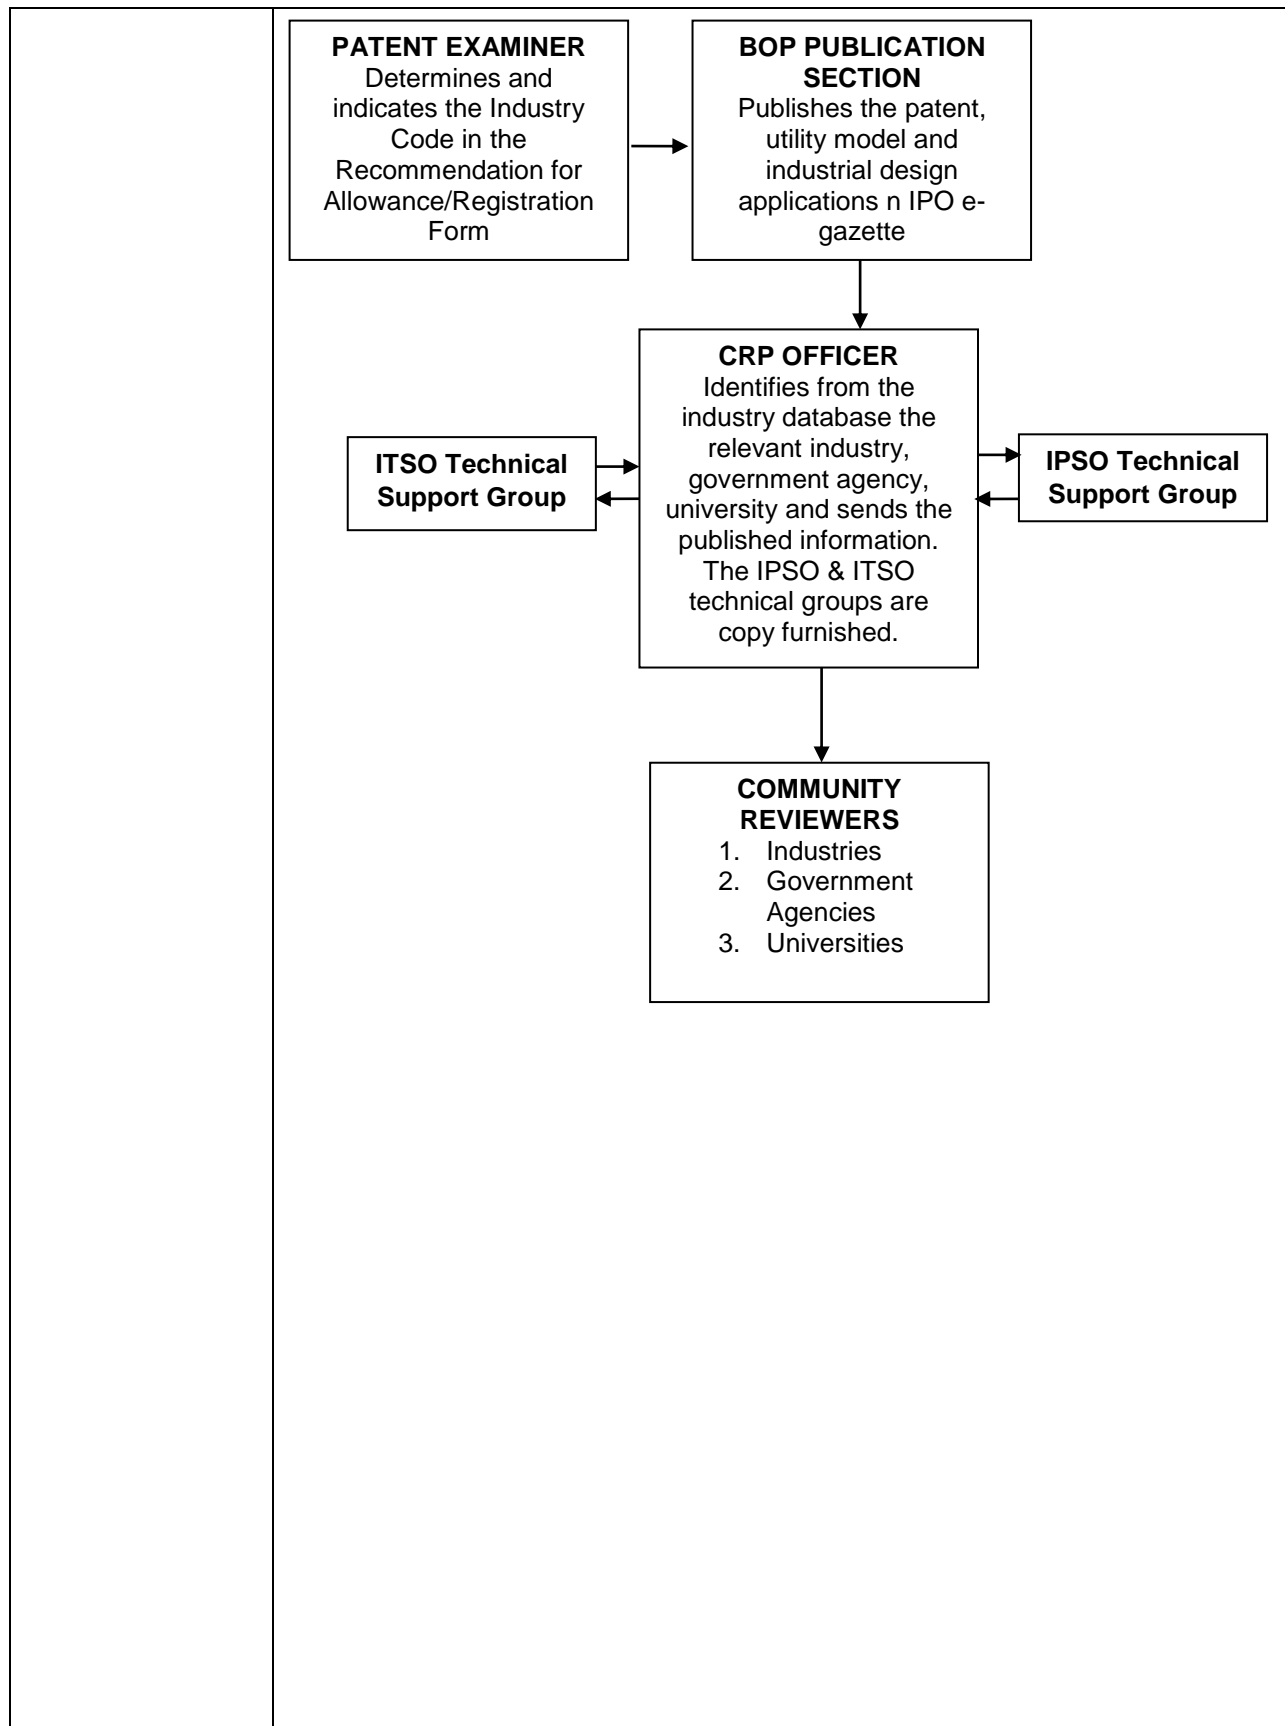 PATENT EXAMINER
Determines and
indicates the Industry
Code in the
Recommendation for
Allowance/Registration
Form
BOP PUBLICATION
SECTION
Publishes the patent,
utility model and
industrial design
applications n IPO e-
gazette
CRP OFFICER
Identifies from the
industry database the
relevant industry,
government agency,
university and sends the
published information.
The IPSO & ITSO
technical groups are
copy furnished.
ITSO Technical
Support Group
IPSO Technical
Support Group
COMMUNITY
REVIEWERS
1. Industries
2. Government
Agencies
3. Universities